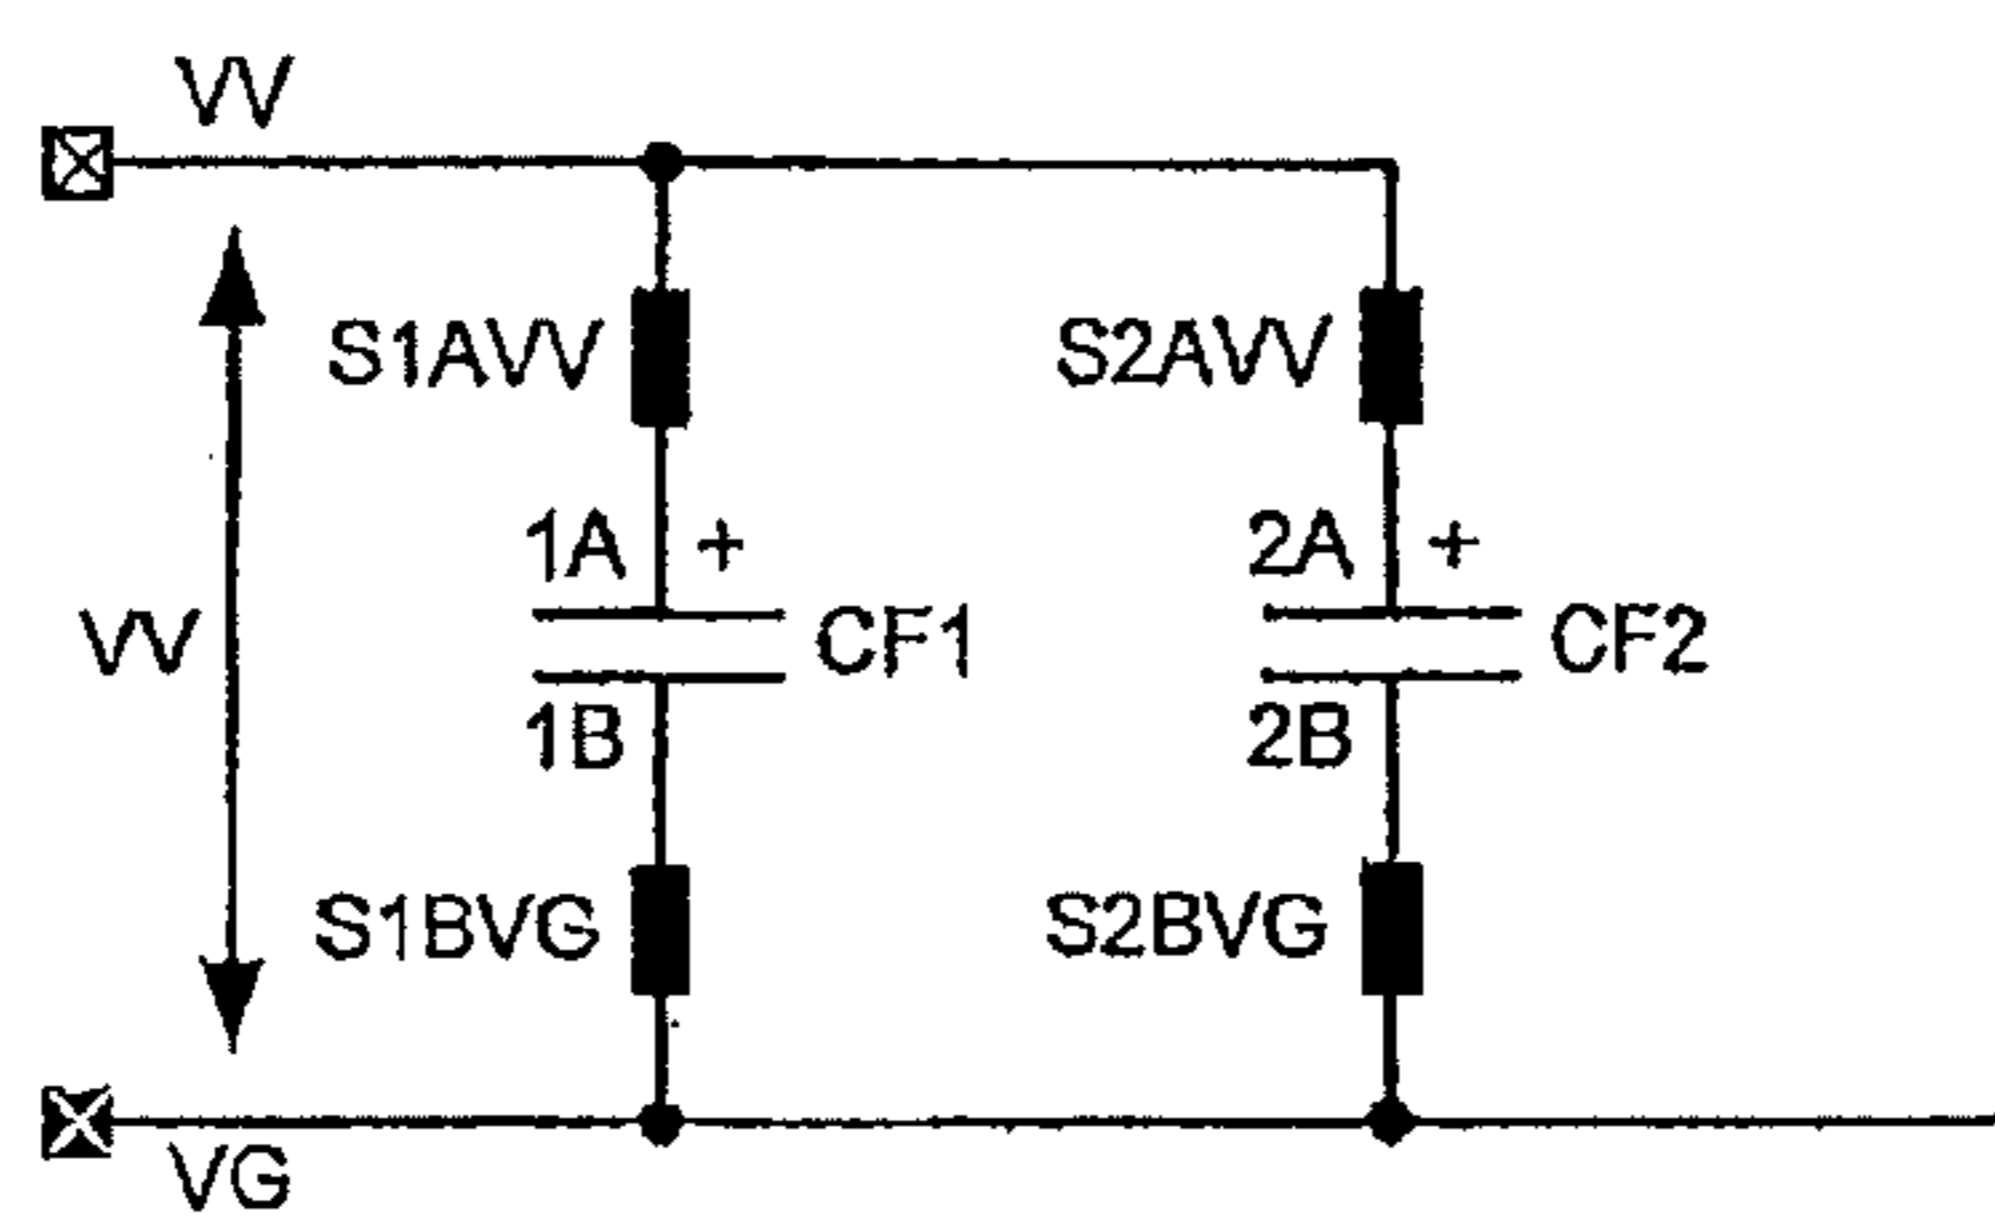 VV
S1AVV
S2AVV
1A +
2A +
VV
CF1
CF2
1B
2B
S1BVG
S2BVG
VG